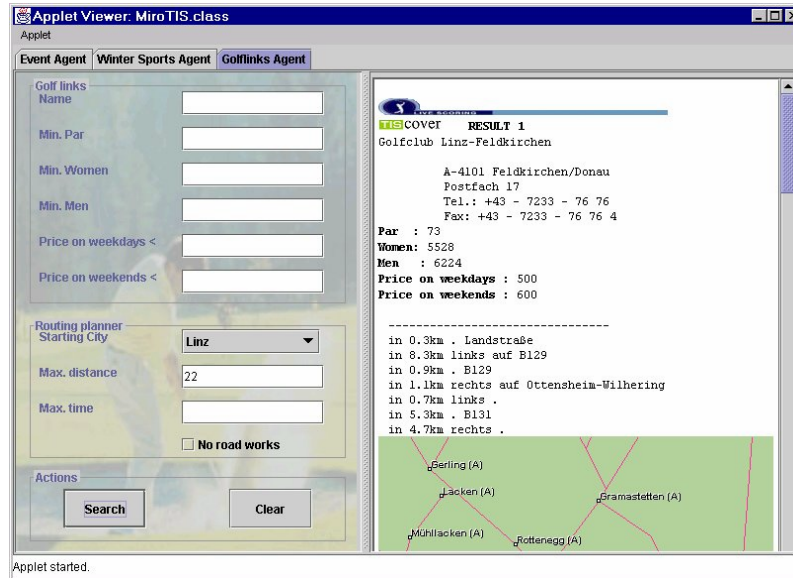 Applet Viewer: MiroTIS.class
Applet
Event Agent Winter Sports Agent Golflinks Agent
Golf links
Name
Min. Par
Min. Women
Min. Men
Price on weekdays <
Price on weekends <
Routing planner
Starting City Linz
Max. distance 22
Max. time
No road works
Actions
Search Clear
LIVE SCORING
TIScover RESULT 1
Golfclub Linz-Feldkirchen
A-4101 Feldkirchen/Donau
Postfach 17
Tel.: +43 - 7233 - 76 76
Fax: +43 - 7233 - 76 76 4
Par : 73
Women: 5528
Men : 6224
Price on weekdays : 500
Price on weekends : 600
--------------------------------
in 0.3km . Landstraße
in 8.3km links auf B129
in 0.9km . B129
in 1.1km rechts auf Ottensheim-Wilhering
in 0.7km links .
in 5.3km . B131
in 4.7km rechts .
Gerling (A)
Lacken (A)
Gramastetten (A)
Mühllacken (A)
Rottenegg (A)
Applet started.